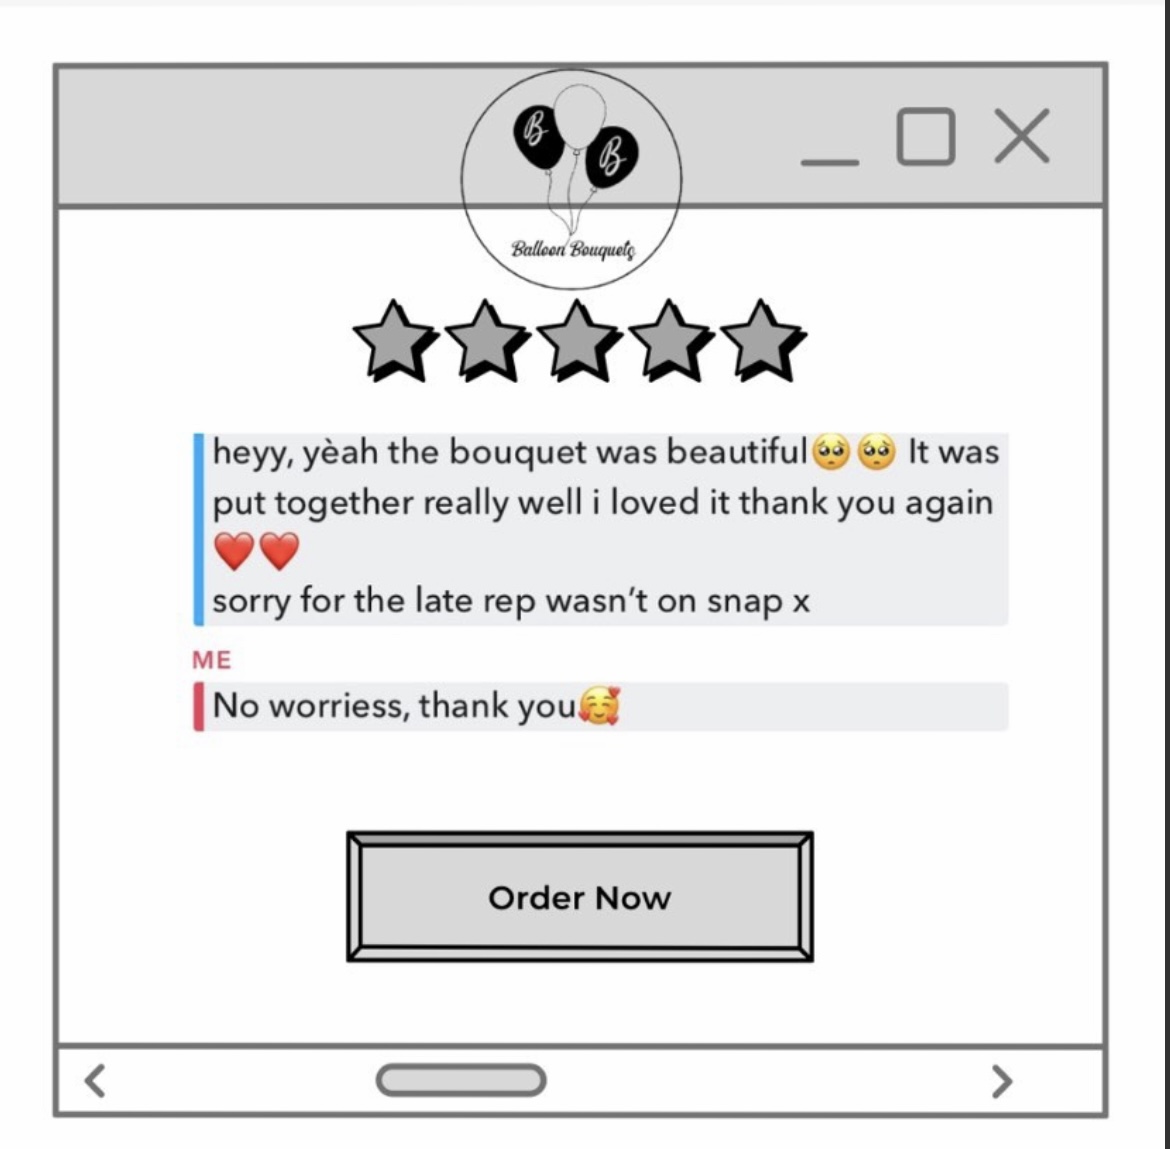 B
B
Balloon Bouquets
heyy, yèah the bouquet was beautiful🥺🥺 It was
put together really well i loved it thank you again
❤️❤️
sorry for the late rep wasn't on snap x
ME
No worriess, thank you🥰
Order Now